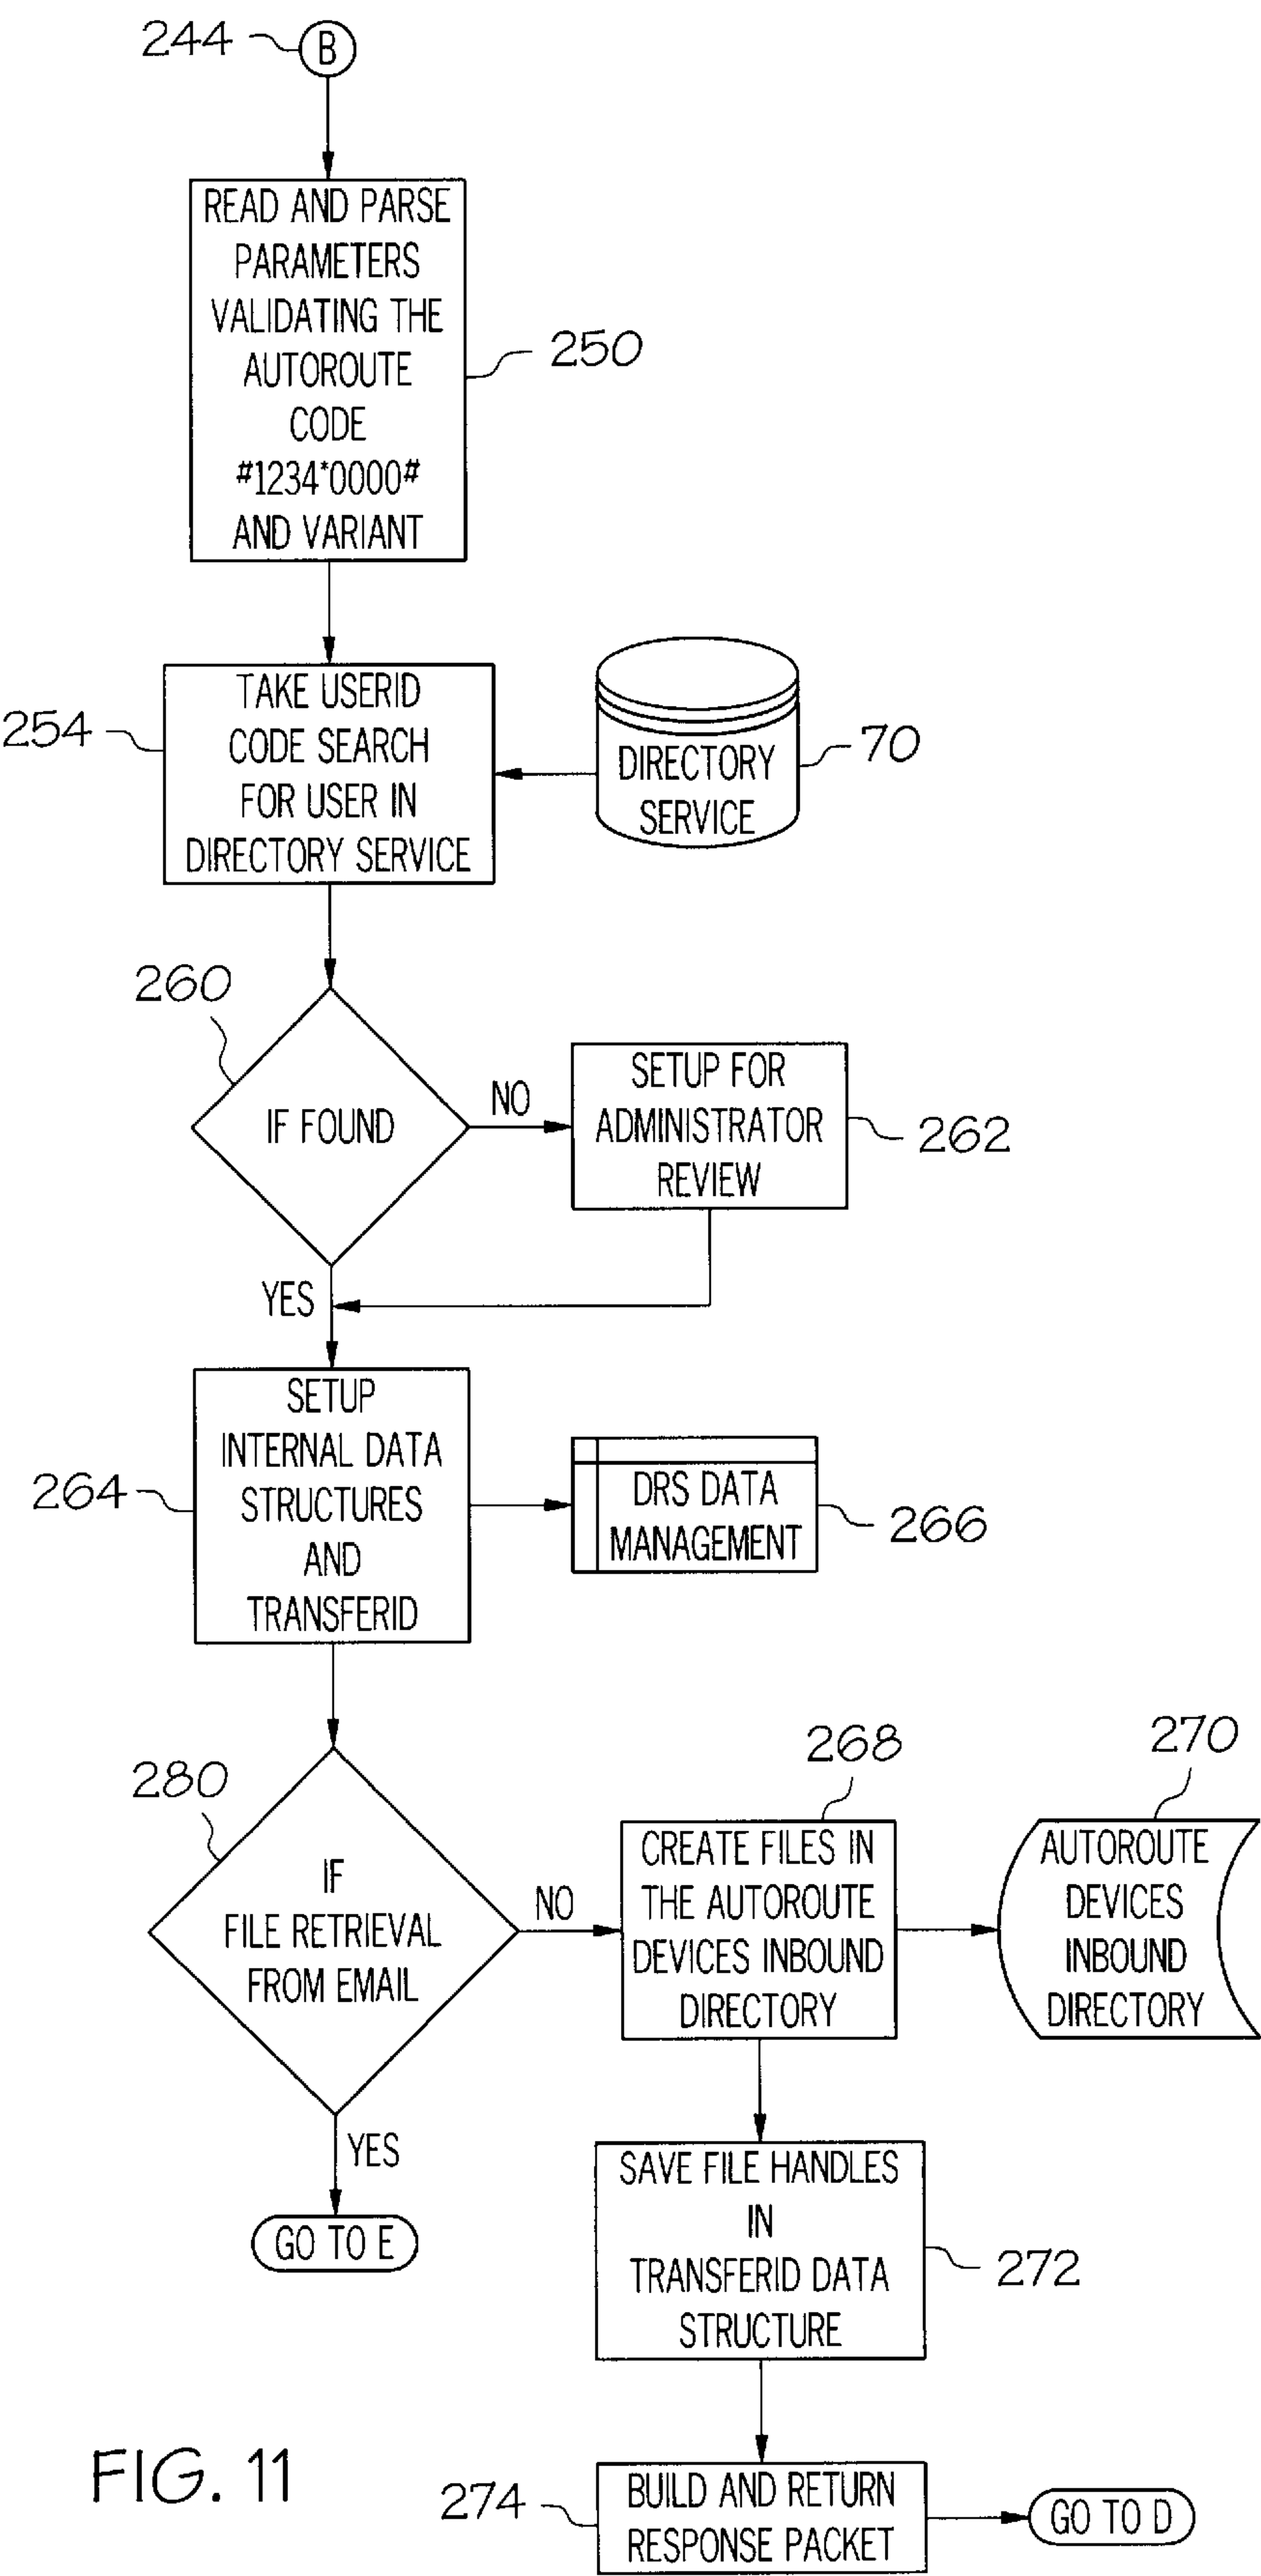 244
B
READ AND PARSE
PARAMETERS
VALIDATING THE
AUTOROUTE
CODE
#1234*0000#
AND VARIANT
250
TAKE USERID
CODE SEARCH
FOR USER IN
DIRECTORY SERVICE
254
DIRECTORY
SERVICE
70
260
IF FOUND
NO
SETUP FOR
ADMINISTRATOR
REVIEW
262
YES
SETUP
INTERNAL DATA
STRUCTURES
AND
TRANSFERID
264
DRS DATA
MANAGEMENT
266
280
IF
FILE RETRIEVAL
FROM EMAIL
NO
268
CREATE FILES IN
THE AUTOROUTE
DEVICES INBOUND
DIRECTORY
270
AUTOROUTE
DEVICES
INBOUND
DIRECTORY
YES
GO TO E
SAVE FILE HANDLES
IN
TRANSFERID DATA
STRUCTURE
272
274
BUILD AND RETURN
RESPONSE PACKET
GO TO D
FIG. 11